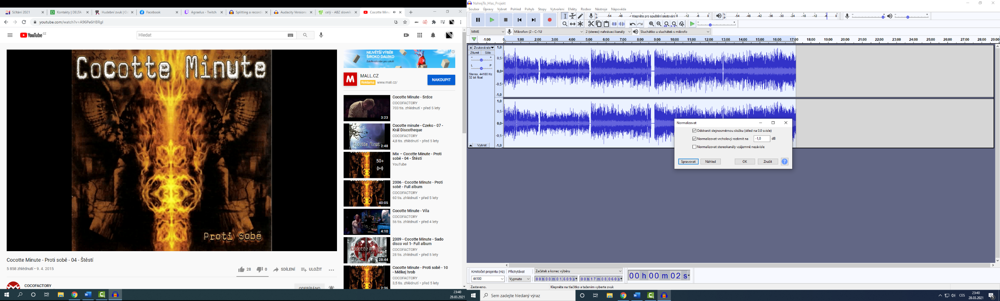 Sčítání 2021
Kontakty | DELTA
Hudební zvuk | O
Facebook
Agraelus - Twitch
Splitting a record
Audacity Versions
celý - ABZ slovník
Cocotte Minu
youtube.com/watch?v=A96Pe6HBRgI
YouTube CZ
Hledat
Cocotte Minute
Proti Sobě
Cocotte Minute - Proti sobě - 04 - Štěstí
5 858 zhlédnutí • 9. 4. 2015
28
0
SDÍLENÍ
ULOŽIT
COCOFACTORY
ODEBÍRÁNO
NEJVĚTŠÍ VÝBĚR
ŠIROKO DALEKO
MALL.CZ
Reklama www.mall.cz/
NAKOUPIT
Cocotte Minute - Srdce
COCOFACTORY
703 tis. zhlédnutí • před 5 lety
3:23
Cocotte minute - Czeko - 07 -
Král Discotheque
COCOFACTORY
4,8 tis. zhlédnutí • před 5 lety
Cocotte Minut
2:48
Mix – Cocotte Minute - Proti
sobě - 04 - Štěstí
YouTube
50+
2006 - Cocotte Minute - Proti
sobě - Full album
COCOFACTORY
60 tis. zhlédnutí • před 5 lety
40:05
Cocotte Minute - Víla
COCOFACTORY
56 tis. zhlédnutí • před 4 lety
4:10
2009 - Cocotte Minute - Sado
disco vol 1- Full album
COCOFACTORY
28 tis. zhlédnutí • před 5 lety
Cocotte Minute
28:44
Cocotte Minute - Proti sobě - 10
- Mělkej hrob
COCOFACTORY
3,5 tis. zhlédnutí • před 5 lety
2:36
23:40
28.03.2021
NahrejTo_Hlas_Projekt
Soubor Úpravy Vybrat Pohled Pohyb Stopy Vytvoření Efekty Rozbor Nástroje Nápověda
L P -54 -48 Klepněte pro spuštění sledování 8 -12 -6 0
L P -54 -48 -42 -36 -30 -24 -18 -12 -6 0
MME
Mikrofon (2 - C-1U
2 (stereo) nahrávací kanály
Sluchátko u sluchátek s mikrofo
-1:00 0 1:00 2:00 3:00 4:00 5:00 6:00 7:00 8:00 9:00 10:00 11:00 12:00 13:00 14:00 15:00 16:00 17:00 18:00 19:00 20:00 21:00 22:00 23:00 24:00 25:00 26:00 27:00 28:00 29:00
Zvuková sto
Ztlumit Sólo
- +
L P
Stereo, 44100 Hz
32 bit float
Vybrat
1,0
0,5-
0,0-
-0,5-
-1,0
1,0
0,5-
0,0-
-0,5-
-1,0
Normalizovat
Odstranit stejnosměrnou složku (střed na 0.0 svisle)
Normalizovat vrcholový rozkmit na -1,0 dB
Normalizovat stereokanály vzájemně nezávisle
Spravovat
Náhled
OK
Zrušit
?
Kmitočet projektu (Hz)
Přichytávat
Začátek a konec výběru
44100
Vypnuto
00 h 00 m 01.609 s
00 h 17 m 08.060 s
00 h 00 m 02 s
Zastaveno.
Klepněte na tlačítko a tažením vyberte zvuk
Sem zadejte hledaný výraz
CES
23:40
28.03.2021
5